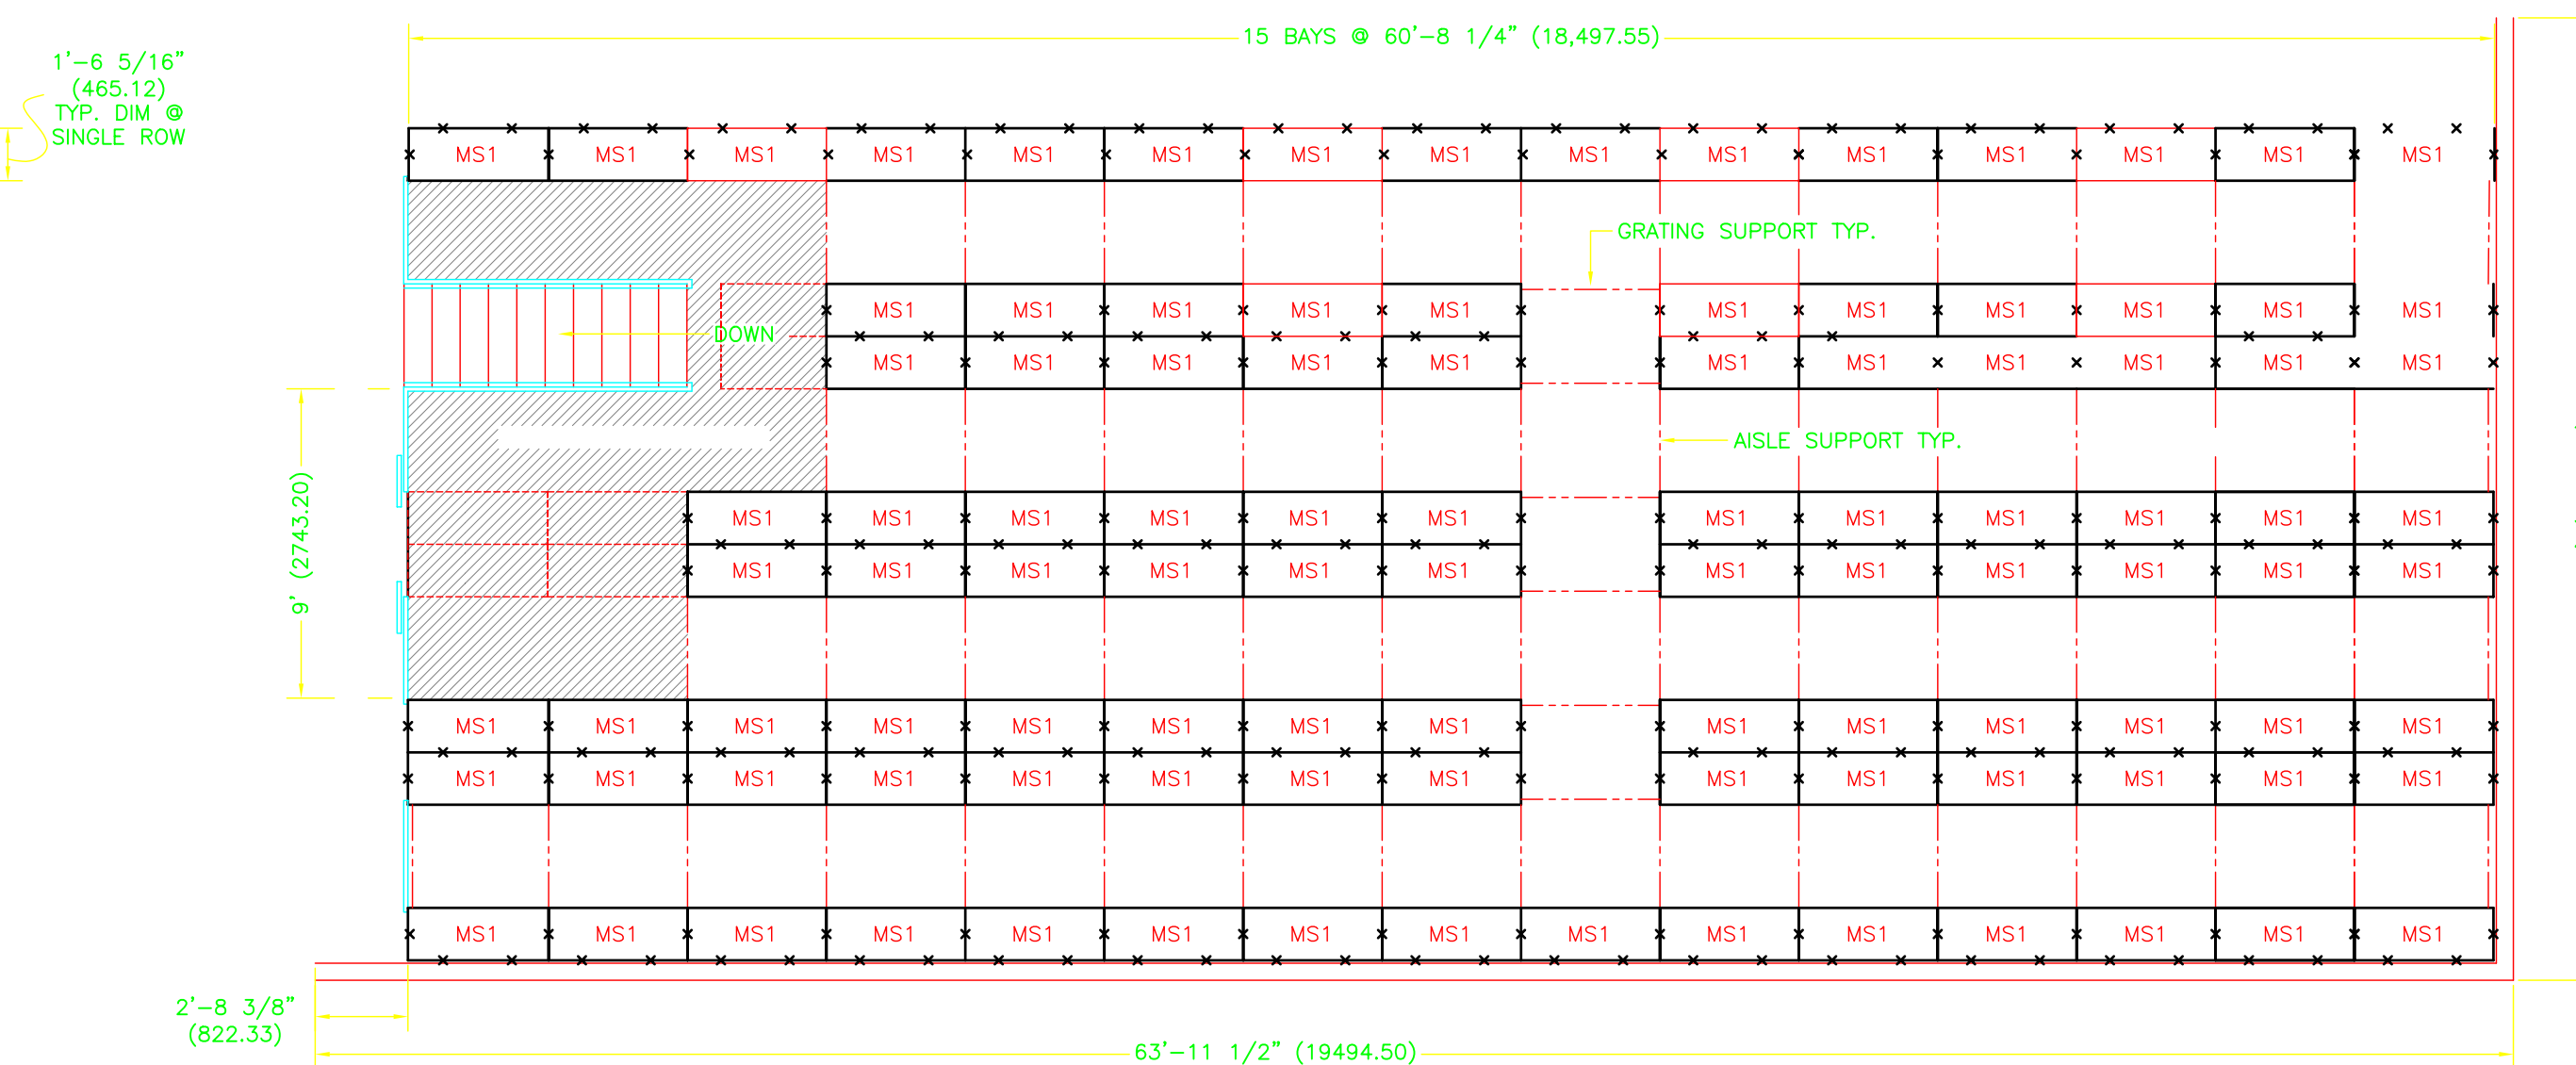 15 BAYS @ 60'-8 1/4" (18,497.55)
1'-6 5/16"
(465.12)
TYP. DIM @
SINGLE ROW
MS1 MS1 MS1 MS1 MS1 MS1 MS1 MS1 MS1 MS1 MS1 MS1 MS1 MS1 MS1
GRATING SUPPORT TYP.
MS1 MS1 MS1 MS1 MS1 MS1 MS1 MS1 MS1 MS1 MS1
DOWN
MS1 MS1 MS1 MS1 MS1 MS1 MS1 MS1 MS1 MS1 MS1
AISLE SUPPORT TYP.
9' (2743.20)
MS1 MS1 MS1 MS1 MS1 MS1 MS1 MS1 MS1 MS1 MS1 MS1
MS1 MS1 MS1 MS1 MS1 MS1 MS1 MS1 MS1 MS1 MS1 MS1
MS1 MS1 MS1 MS1 MS1 MS1 MS1 MS1 MS1 MS1 MS1 MS1 MS1 MS1
MS1 MS1 MS1 MS1 MS1 MS1 MS1 MS1 MS1 MS1 MS1 MS1 MS1 MS1
MS1 MS1 MS1 MS1 MS1 MS1 MS1 MS1 MS1 MS1 MS1 MS1 MS1 MS1 MS1
2'-8 3/8"
(822.33)
63'-11 1/2" (19494.50)